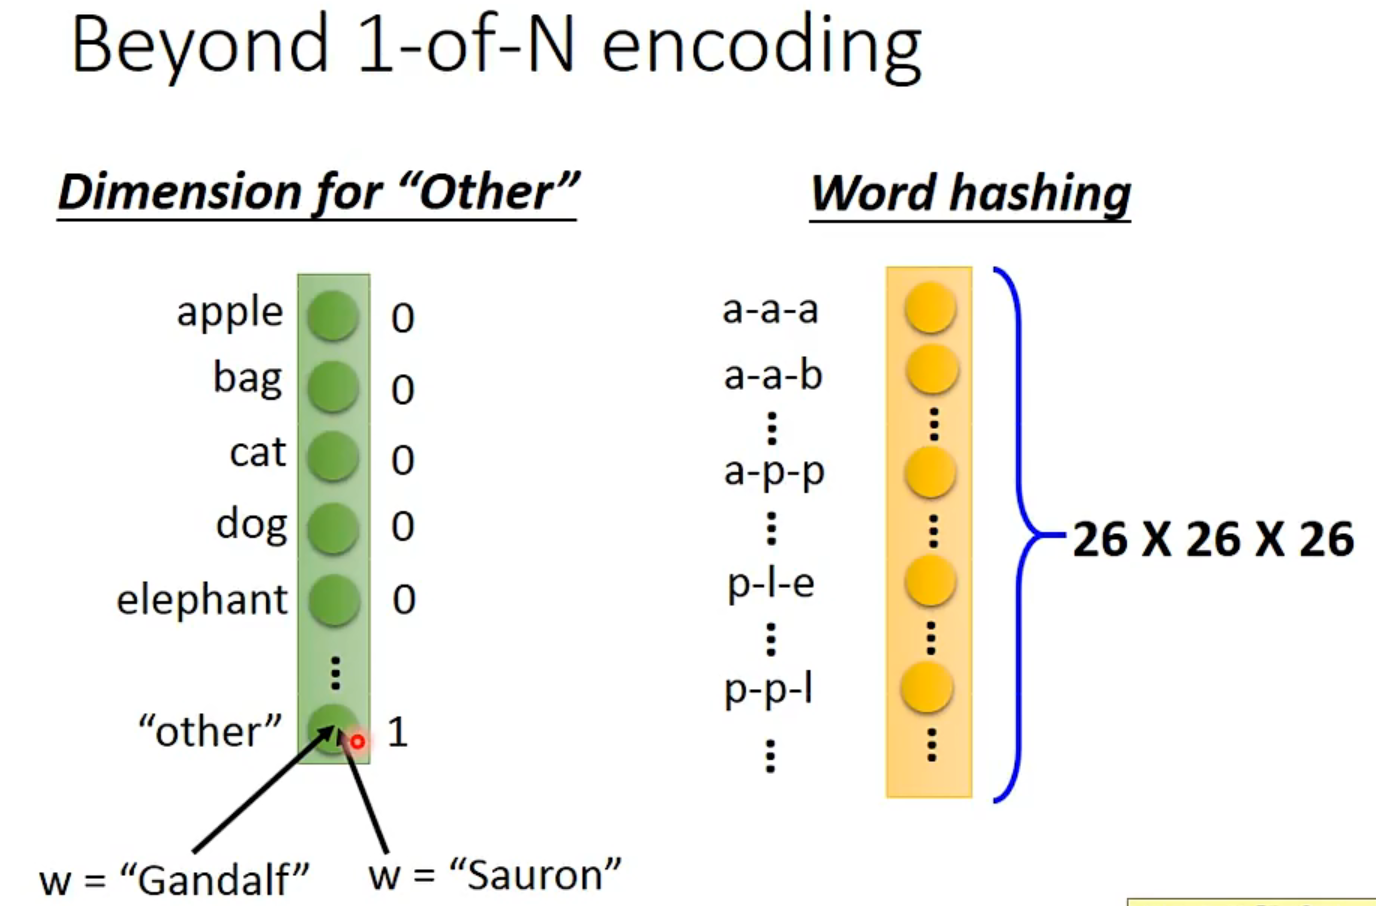 Beyond 1-of-N encoding
Dimension for “Other”
apple 0
bag 0
cat 0
dog 0
elephant 0
“other” 1
w = “Gandalf” w = “Sauron”
Word hashing
a-a-a
a-a-b
a-p-p
p-l-e
p-p-l
26 X 26 X 26